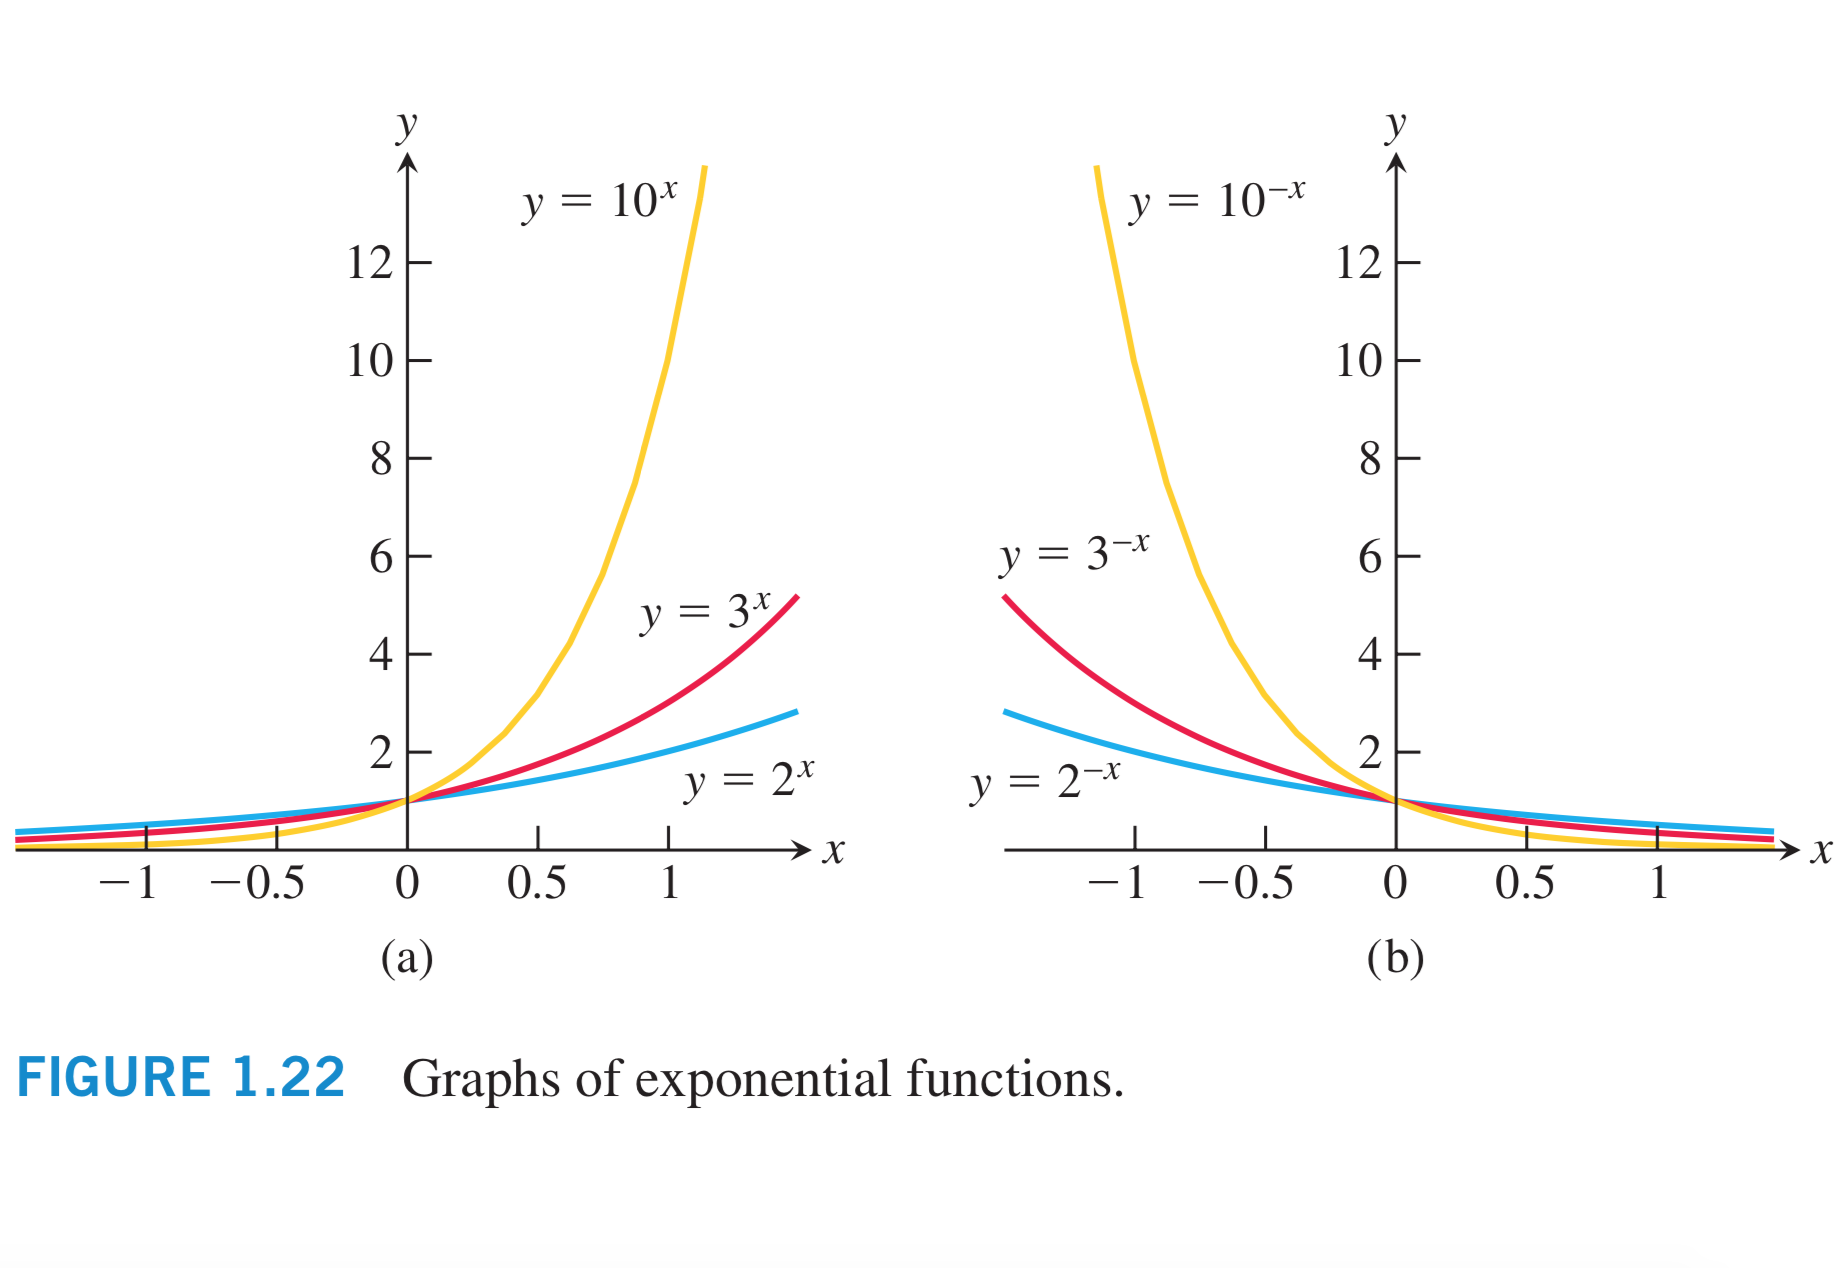 y
y = 10^x
12
10
8
6
y = 3^x
4
2
y = 2^x
x
−1 −0.5 0 0.5 1
(a)
y
y = 10^−x
12
10
8
6
y = 3^−x
4
2
y = 2^−x
x
−1 −0.5 0 0.5 1
(b)
FIGURE 1.22 Graphs of exponential functions.